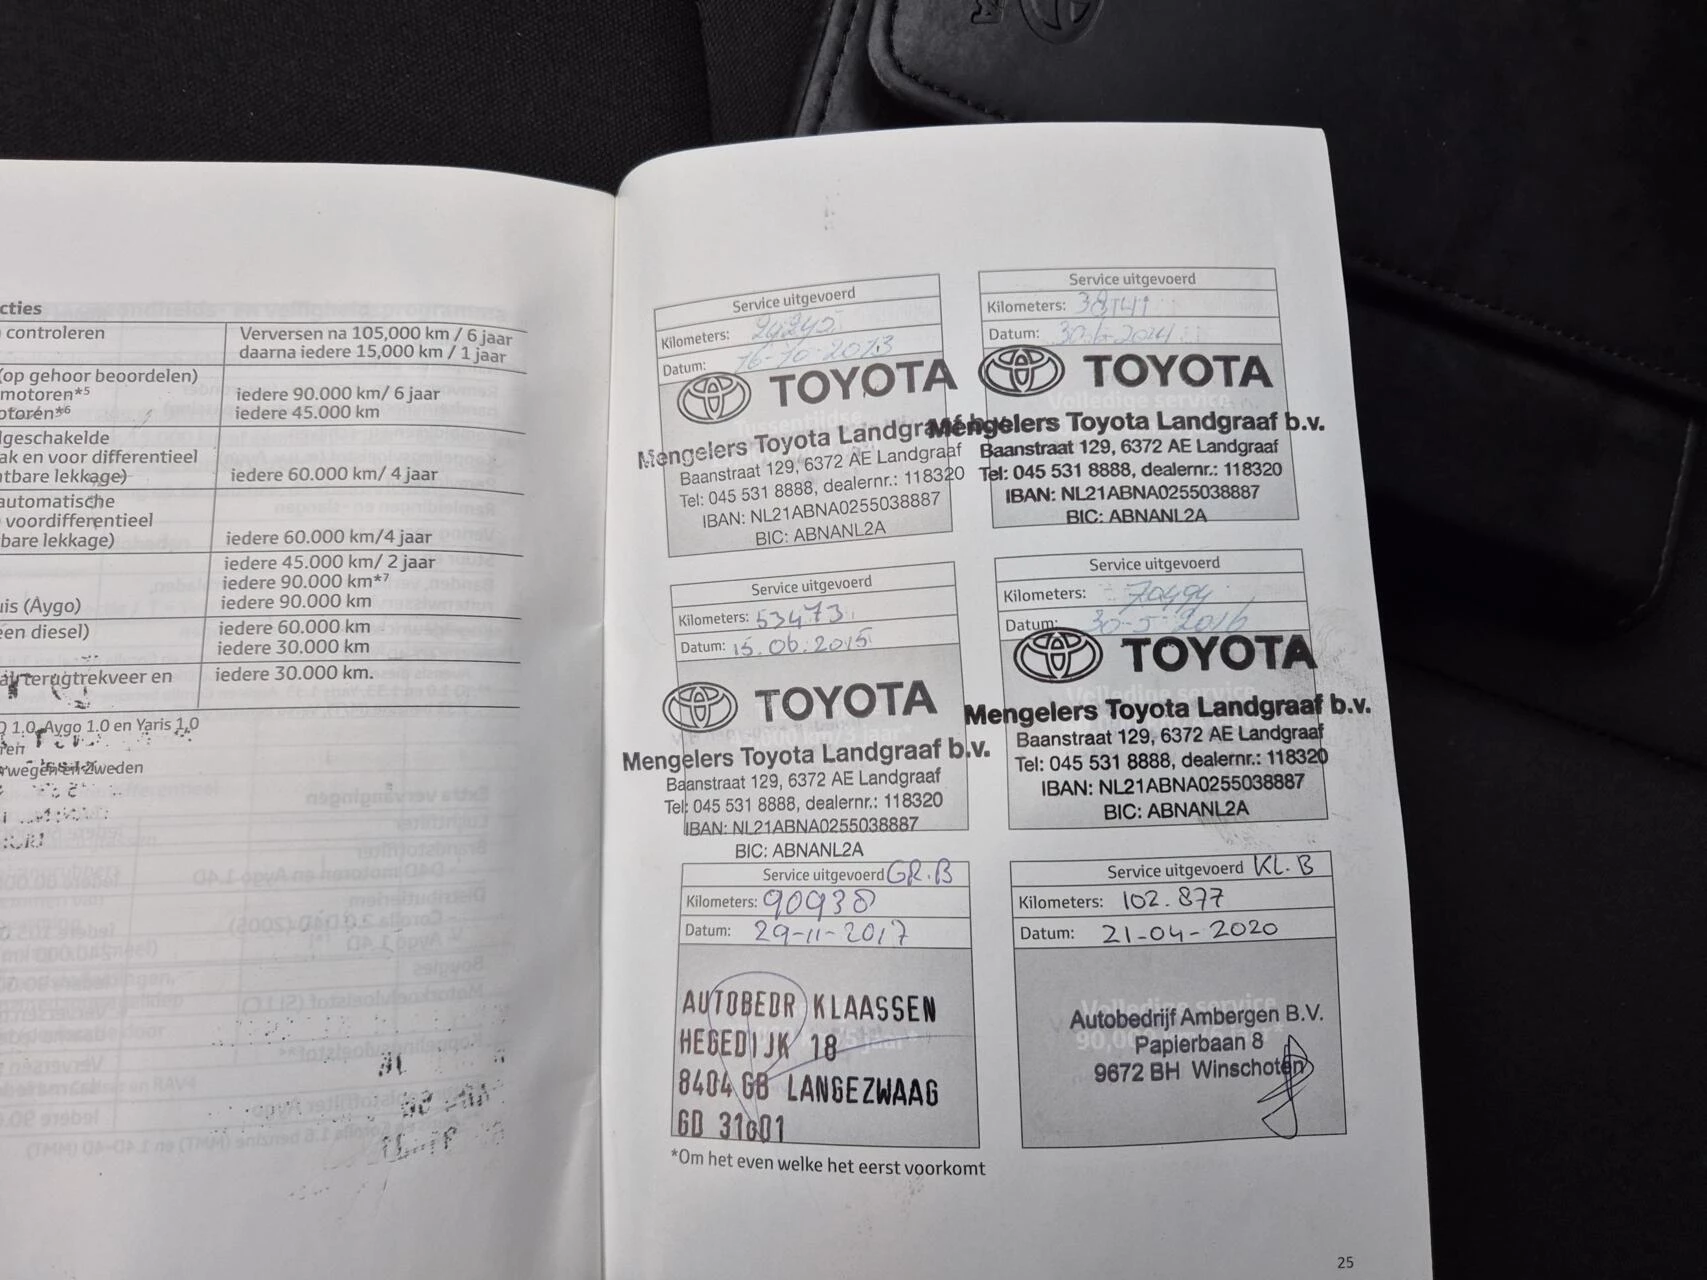 cties
controleren
Verversen na 105,000 km / 6 jaar
daarna iedere 15,000 km / 1 jaar
(op gehoor beoordelen)
motoren*5
iedere 90.000 km/ 6 jaar
otoren*6
iedere 45.000 km
lgeschakelde
ak en voor differentieel
tbare lekkage)
iedere 60.000 km/ 4 jaar
automatische
voordifferentieel
bare lekkage)
iedere 60.000 km/4 jaar
iedere 45.000 km/ 2 jaar
iedere 90.000 km*7
uis (Aygo)
iedere 90.000 km
een diesel)
iedere 60.000 km
iedere 30.000 km
terugtrekveer en
iedere 30.000 km.
1.0, Aygo 1.0 en Yaris 1.0
ren
rwegen en Zweden
Service uitgevoerd
Kilometers:
Datum: 16-10-2013
TOYOTA
Mengelers Toyota Landgraaf b.v.
Baanstraat 129, 6372 AE Landgraaf
Tel: 045 531 8888, dealernr.: 118320
IBAN: NL21ABNA0255038887
BIC: ABNANL2A
Service uitgevoerd
Kilometers: 38141
Datum: 30-6-2014
TOYOTA
Volledige service
Mengelers Toyota Landgraaf b.v.
Baanstraat 129, 6372 AE Landgraaf
Tel: 045 531 8888, dealernr.: 118320
IBAN: NL21ABNA0255038887
BIC: ABNANL2A
Service uitgevoerd
Kilometers: 53473
Datum: 15.06.2015
TOYOTA
Mengelers Toyota Landgraaf b.v.
Baanstraat 129, 6372 AE Landgraaf
Tel: 045 531 8888, dealernr.: 118320
IBAN: NL21ABNA0255038887
BIC: ABNANL2A
Service uitgevoerd
Kilometers: 70494
Datum: 30-5-2016
TOYOTA
Volledige service
Mengelers Toyota Landgraaf b.v.
Baanstraat 129, 6372 AE Landgraaf
Tel: 045 531 8888, dealernr.: 118320
IBAN: NL21ABNA0255038887
BIC: ABNANL2A
Service uitgevoerd GR.B
Kilometers: 90938
Datum: 29-11-2017
AUTOBEDR KLAASSEN
HEGEDIJK 18
8404 GB LANGEZWAAG
GD 31601
Service uitgevoerd KL.B
Kilometers: 102.877
Datum: 21-04-2020
Volledige service
Autobedrijf Ambergen B.V.
Papierbaan 8
9672 BH Winschoten
*Om het even welke het eerst voorkomt
25